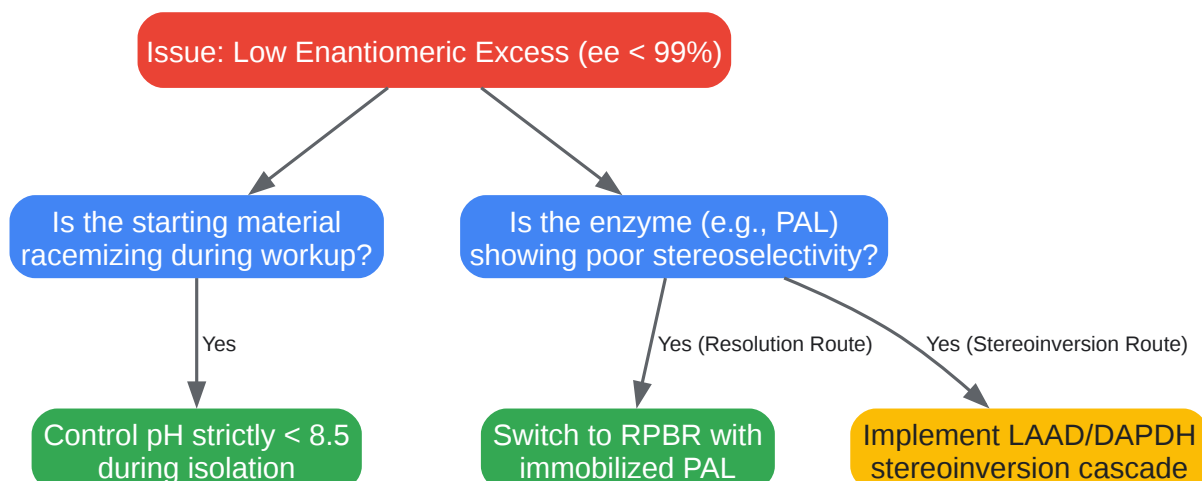 Issue: Low Enantiomeric Excess (ee < 99%)
Is the starting material
racemizing during workup?
Is the enzyme (e.g., PAL)
showing poor stereoselectivity?
Yes
Yes (Resolution Route)
Yes (Stereoinversion Route)
Control pH strictly < 8.5
during isolation
Switch to RPBR with
immobilized PAL
Implement LAAD/DAPDH
stereoinversion cascade